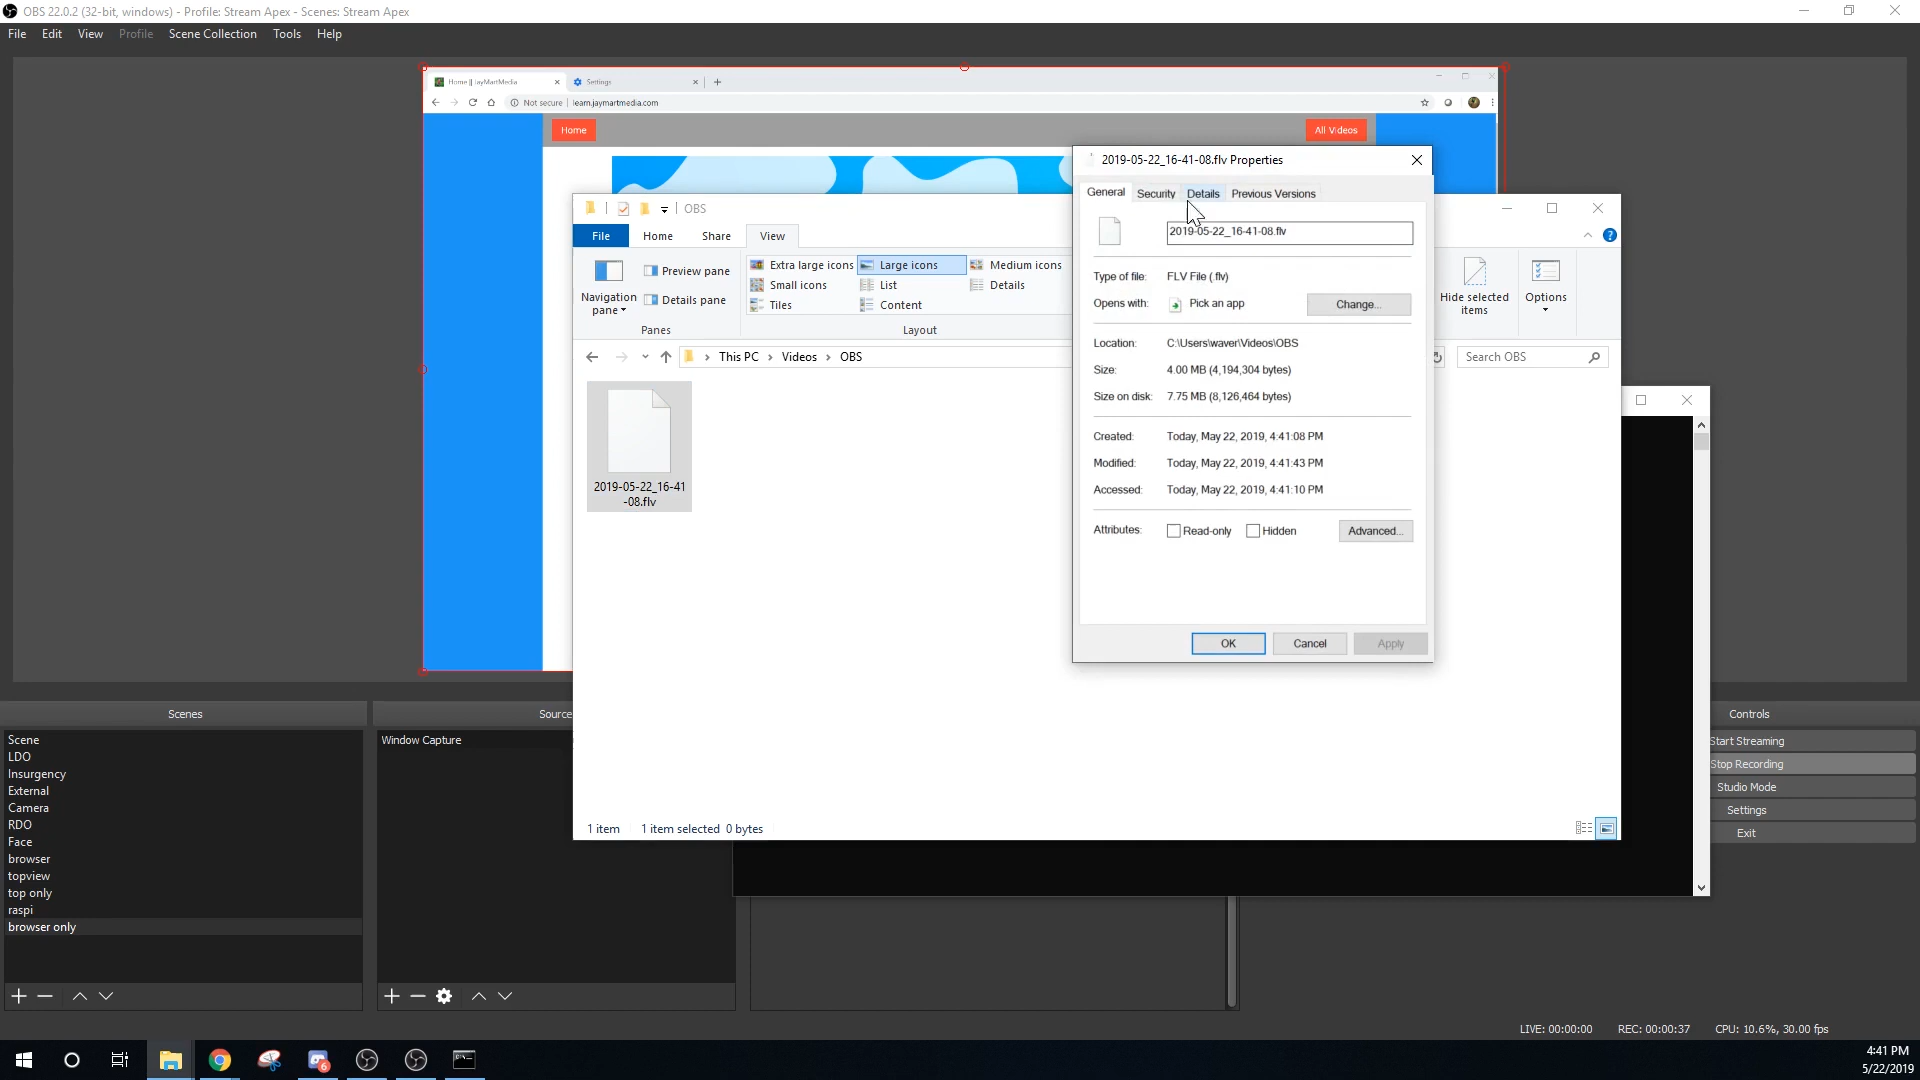 OBS 22.0.2 (32-bit, windows) - Profile: Stream Apex - Scenes: Stream Apex
File Edit View Profile Scene Collection Tools Help
Home || JayMartMedia
Settings
Not secure | learn.jaymartmedia.com
Home
All Videos
OBS
File Home Share View
Navigation pane
Preview pane
Details pane
Panes
Extra large icons Large icons Medium icons
Small icons List Details
Tiles Content
Layout
Hide selected items
Options
This PC > Videos > OBS
Search OBS
2019-05-22_16-41
-08.flv
1 item 1 item selected 0 bytes
2019-05-22_16-41-08.flv Properties
General Security Details Previous Versions
2019-05-22_16-41-08.flv
Type of file: FLV File (.flv)
Opens with: Pick an app Change...
Location: C:\Users\waver\Videos\OBS
Size: 4.00 MB (4,194,304 bytes)
Size on disk: 7.75 MB (8,126,464 bytes)
Created: Today, May 22, 2019, 4:41:08 PM
Modified: Today, May 22, 2019, 4:41:43 PM
Accessed: Today, May 22, 2019, 4:41:10 PM
Attributes: Read-only Hidden Advanced...
OK Cancel Apply
Scenes
Scene
LDO
Insurgency
External
Camera
RDO
Face
browser
topview
top only
raspi
browser only
Source
Window Capture
Controls
Start Streaming
Stop Recording
Studio Mode
Settings
Exit
LIVE: 00:00:00 REC: 00:00:37 CPU: 10.6%, 30.00 fps
6
4:41 PM
5/22/2019